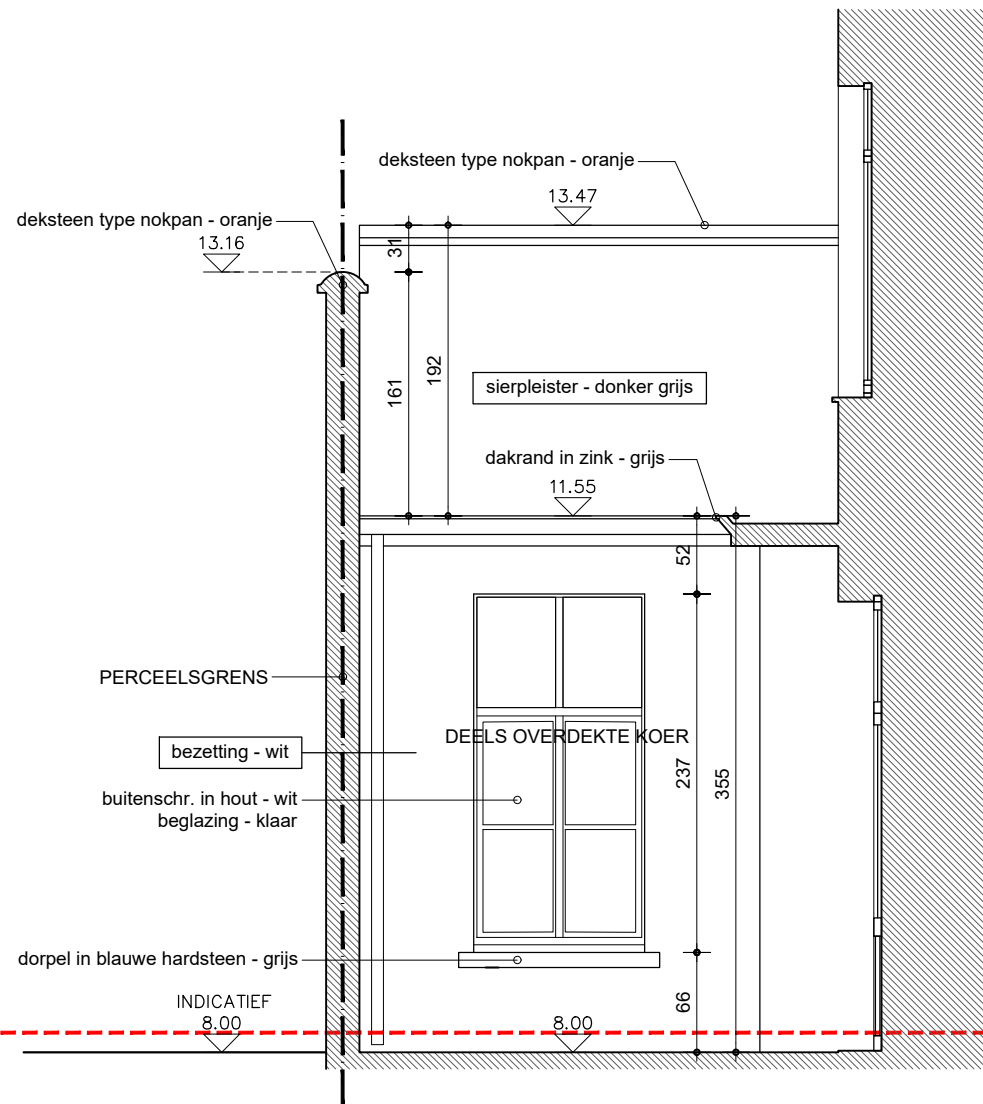 deksteen type nokpan - oranje
13.47
deksteen type nokpan - oranje
13.16
31
161
192
sierpleister - donker grijs
dakrand in zink - grijs
11.55
52
PERCEELSGRENS
DEELS OVERDEKTE KOER
bezetting - wit
237
355
buitenschr. in hout - wit
beglazing - klaar
dorpel in blauwe hardsteen - grijs
66
INDICATIEF
8.00
8.00